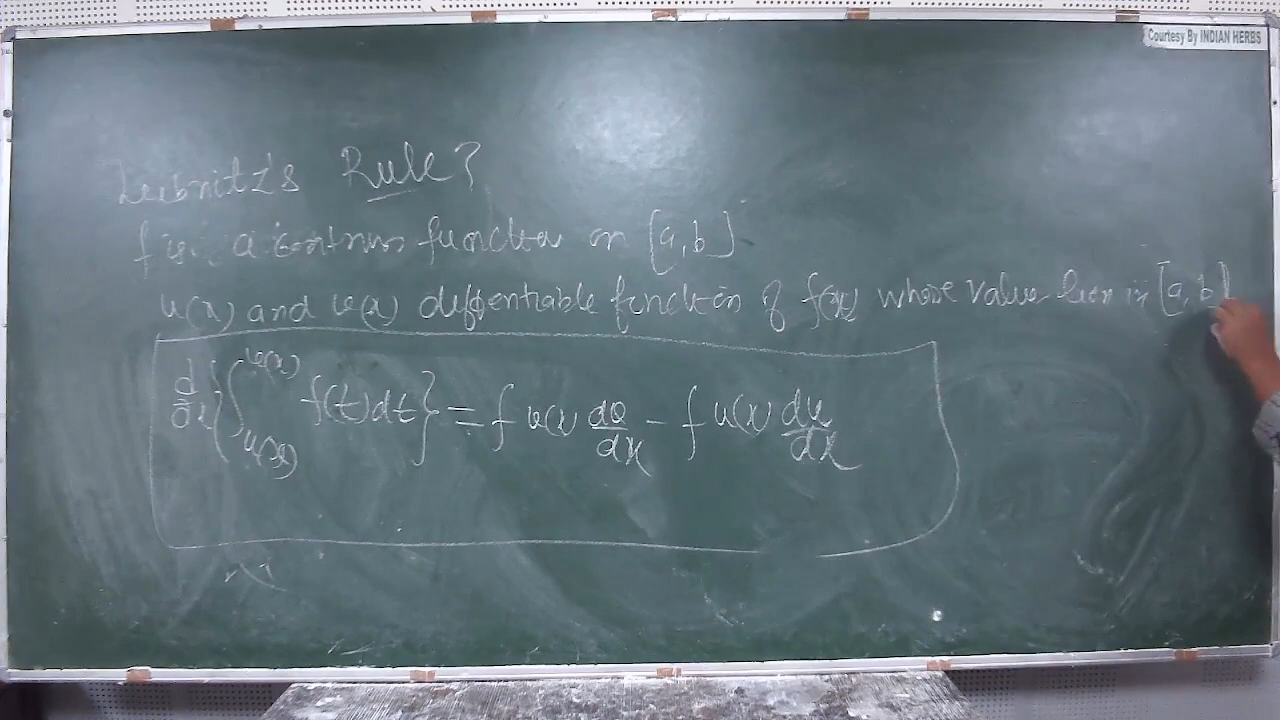 Courtesy By INDIAN HERBS
Leibnitz's Rule?
f is a continous function on [a,b]
u(x) and v(x) differentiable function of f(x) whose value lies in [a,b]
d/dx {∫_{u(x)}^{v(x)} f(t)dt} = f v(x) dv/dx - f u(x) du/dx